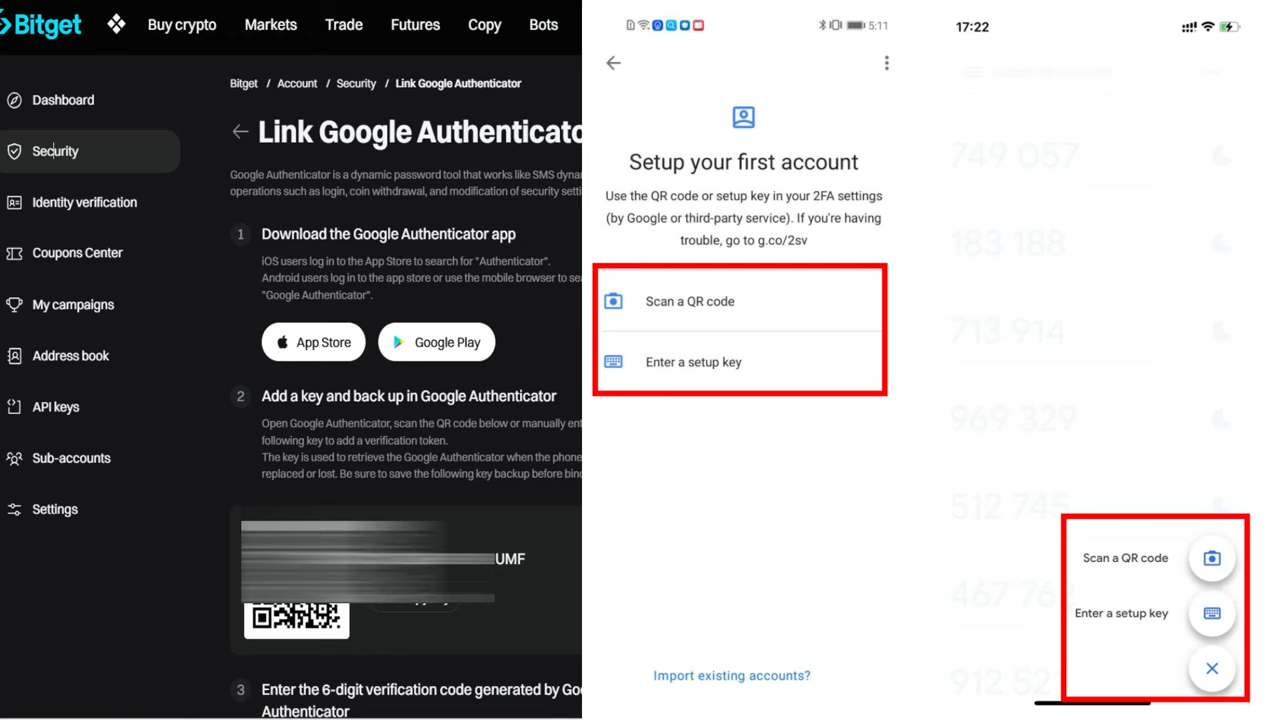 Bitget
Buy crypto
Markets
Trade
Futures
Copy
Bots
Dashboard
Security
Identity verification
Coupons Center
My campaigns
Address book
API keys
Sub-accounts
Settings
Bitget / Account / Security / Link Google Authenticator
Link Google Authenticato
Google Authenticator is a dynamic password tool that works like SMS dyna
operations such as login, coin withdrawal, and modification of security setti
1 Download the Google Authenticator app
iOS users log in to the App Store to search for "Authenticator".
Android users log in to the app store or use the mobile browser to sea
"Google Authenticator".
App Store
Google Play
2 Add a key and back up in Google Authenticator
Open Google Authenticator, scan the QR code below or manually ent
following key to add a verification token.
The key is used to retrieve the Google Authenticator when the phone
replaced or lost. Be sure to save the following key backup before bind
UMF
3 Enter the 6-digit verification code generated by Goo
Authenticator
5:11
Setup your first account
Use the QR code or setup key in your 2FA settings
(by Google or third-party service). If you're having
trouble, go to g.co/2sv
Scan a QR code
Enter a setup key
Import existing accounts?
17:22
749 057
183 188
713 914
969 329
512 745
467 76
912 52
Scan a QR code
Enter a setup key